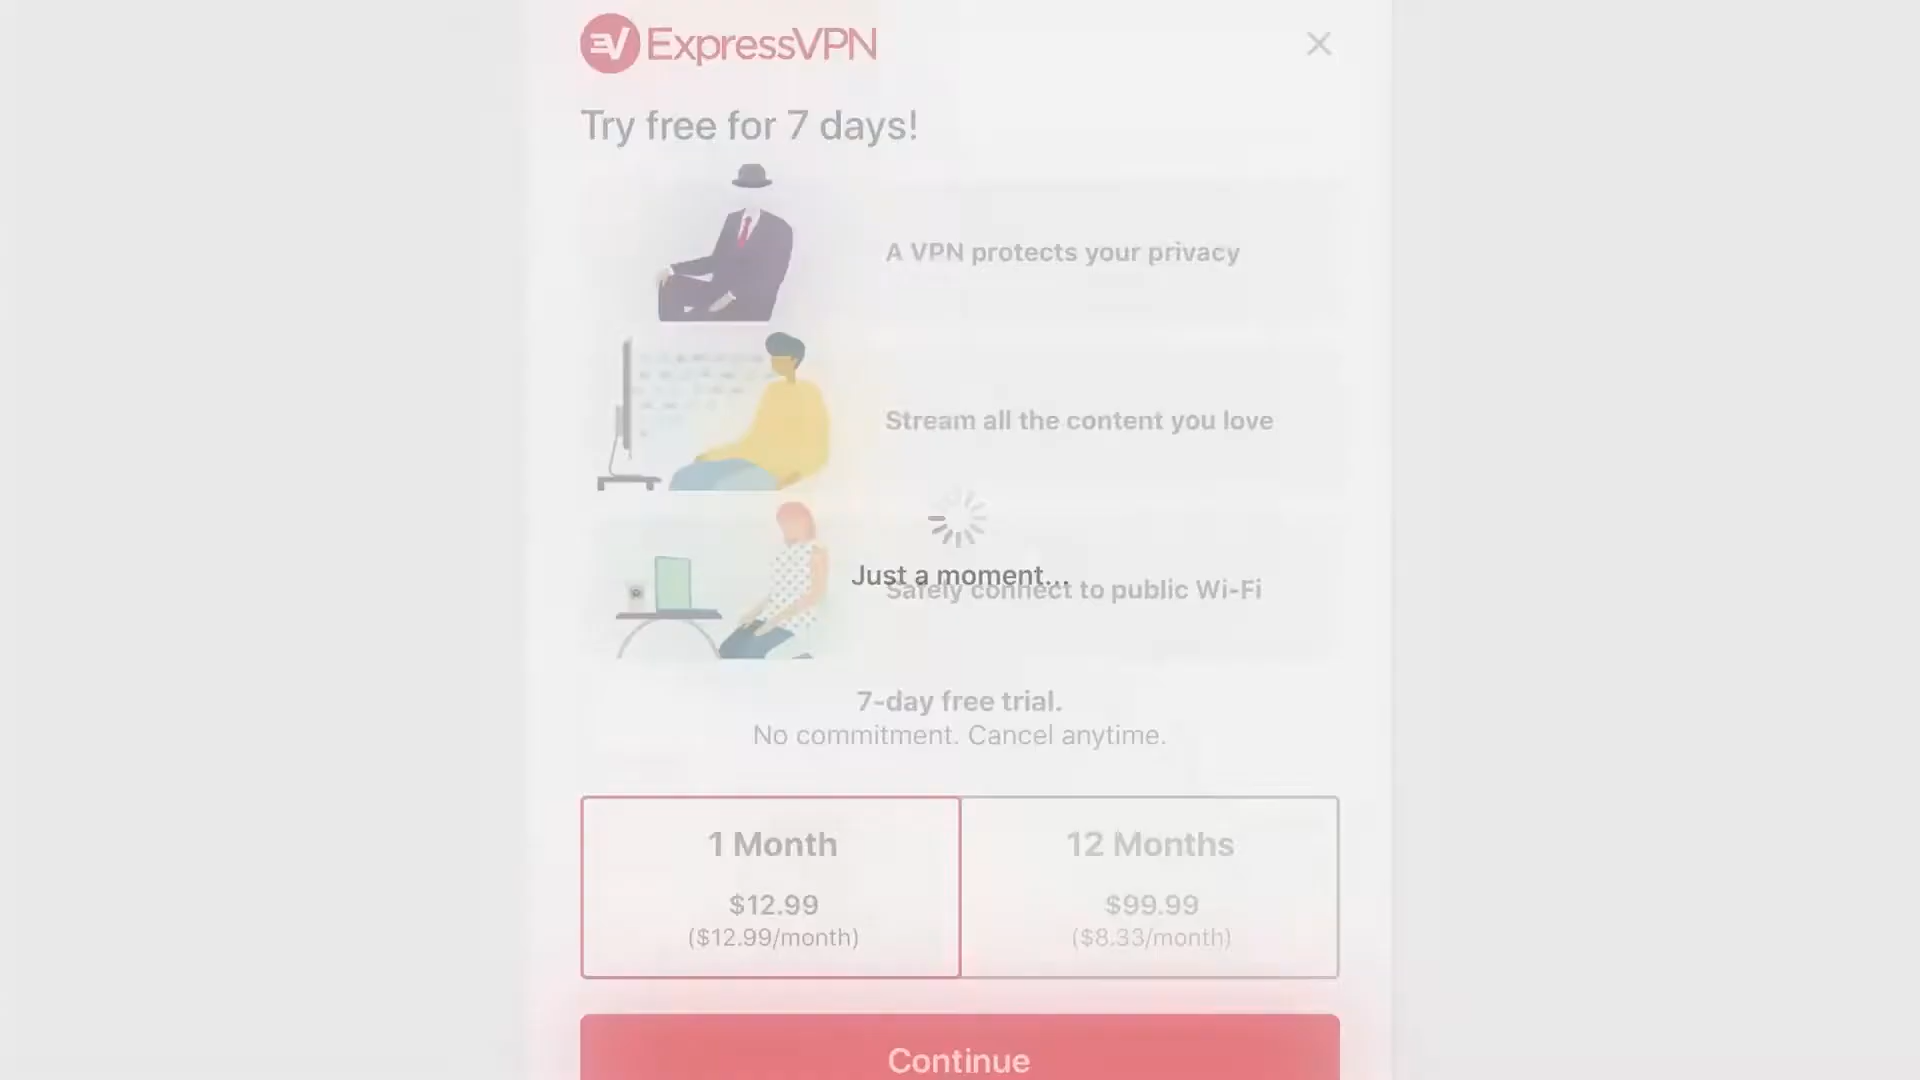 ExpressVPN
Try free for 7 days!
A VPN protects your privacy
Stream all the content you love
Just a moment...
Safely connect to public Wi-Fi
7-day free trial.
No commitment. Cancel anytime.
1 Month
$12.99
($12.99/month)
12 Months
$99.99
($8.33/month)
Continue